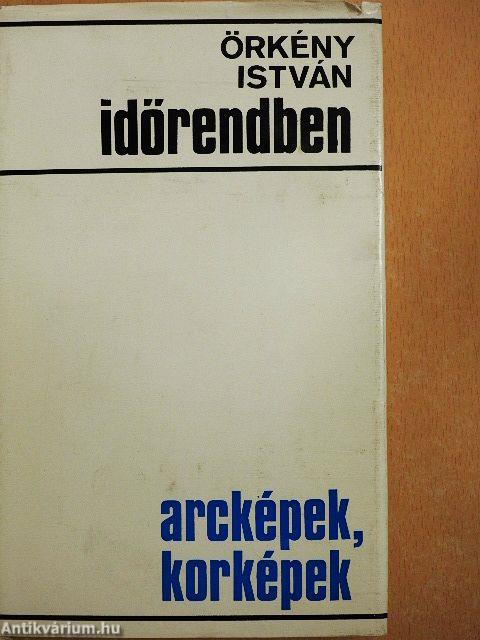 ÖRKÉNY
ISTVÁN
időrendben
arcképek,
korképek
Antikvárium.hu